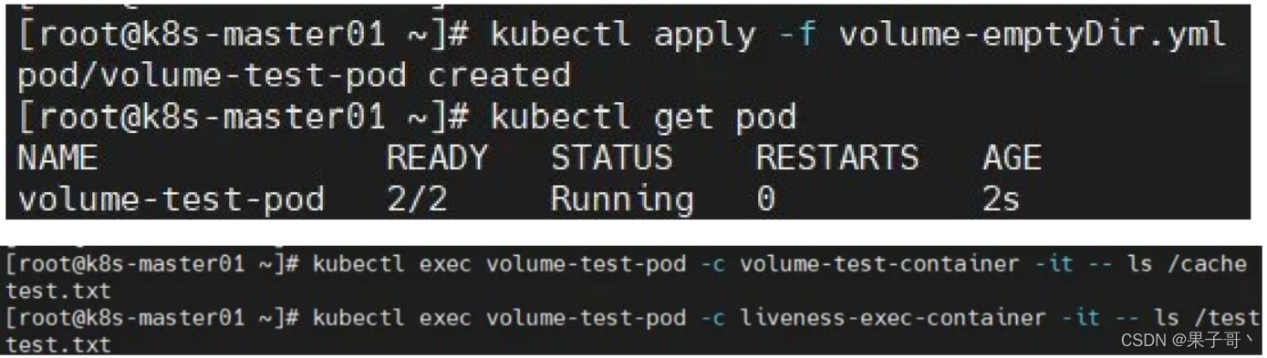 [root@k8s-master01 ~]# kubectl apply -f volume-emptyDir.yml
pod/volume-test-pod created
[root@k8s-master01 ~]# kubectl get pod
NAME READY STATUS RESTARTS AGE
volume-test-pod 2/2 Running 0 2s
[root@k8s-master01 ~]# kubectl exec volume-test-pod -c volume-test-container -it -- ls /cache
test.txt
[root@k8s-master01 ~]# kubectl exec volume-test-pod -c liveness-exec-container -it -- ls /test
test.txt
CSDN @果子哥丶